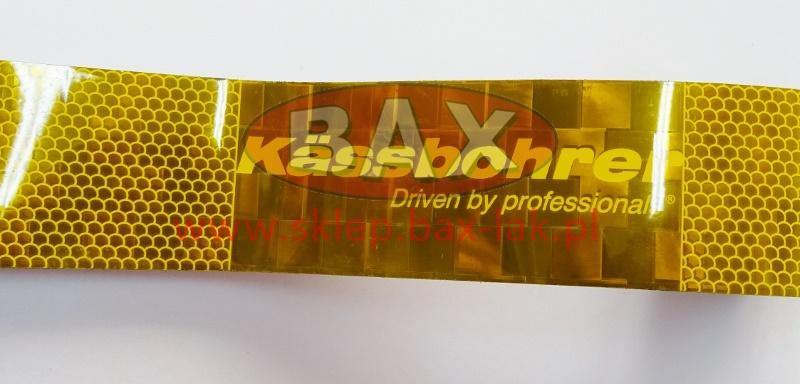 BAX
Kässbohrer
Driven by professionals®
www.sklep.bax-lak.pl